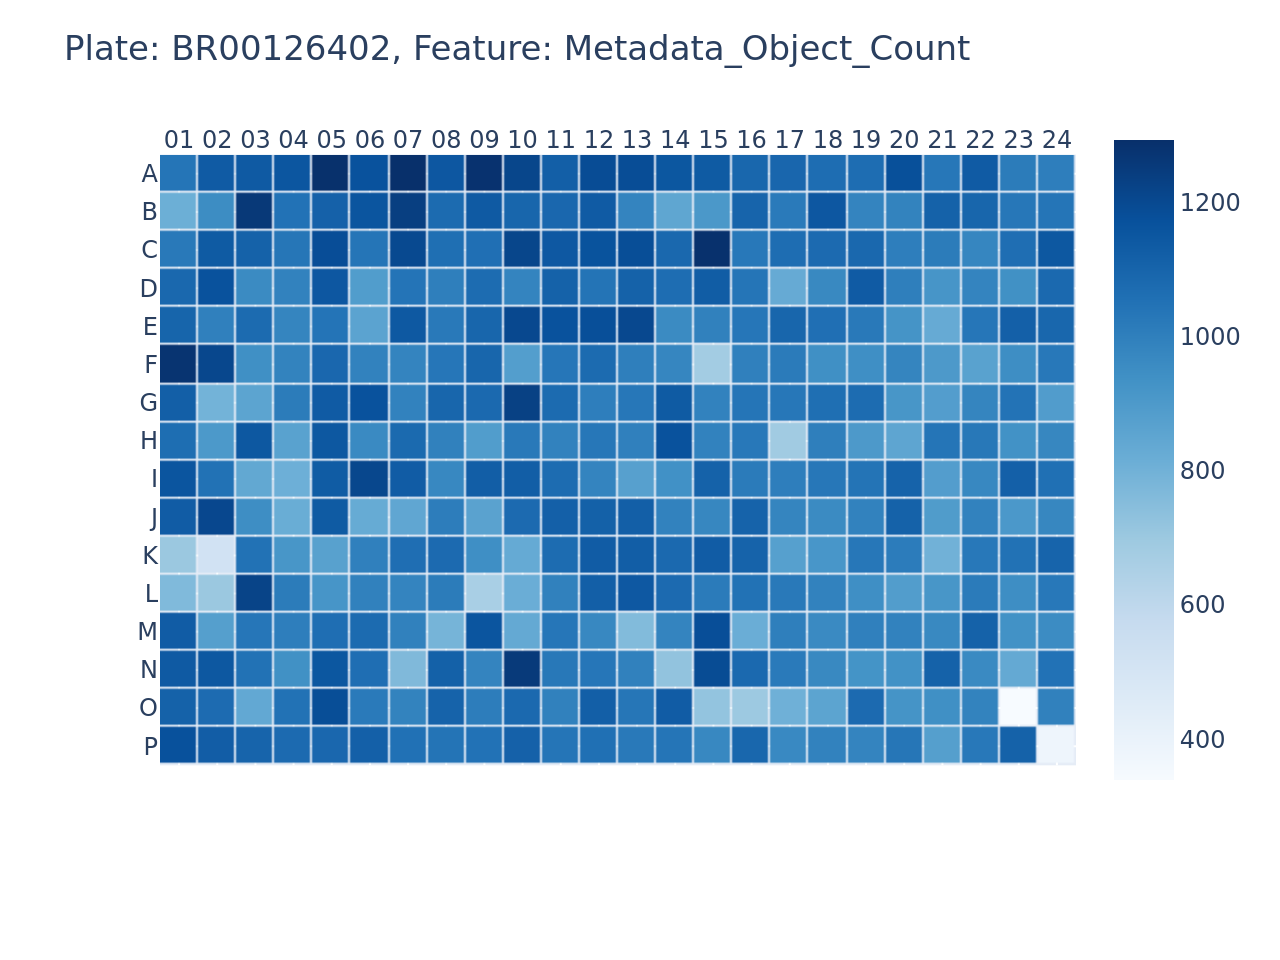 Plate: BR00126402, Feature: Metadata_Object_Count
01 02 03 04 05 06 07 08 09 10 11 12 13 14 15 16 17 18 19 20 21 22 23 24
A
B
C
D
E
F
G
H
I
J
K
L
M
N
O
P
1200
1000
800
600
400